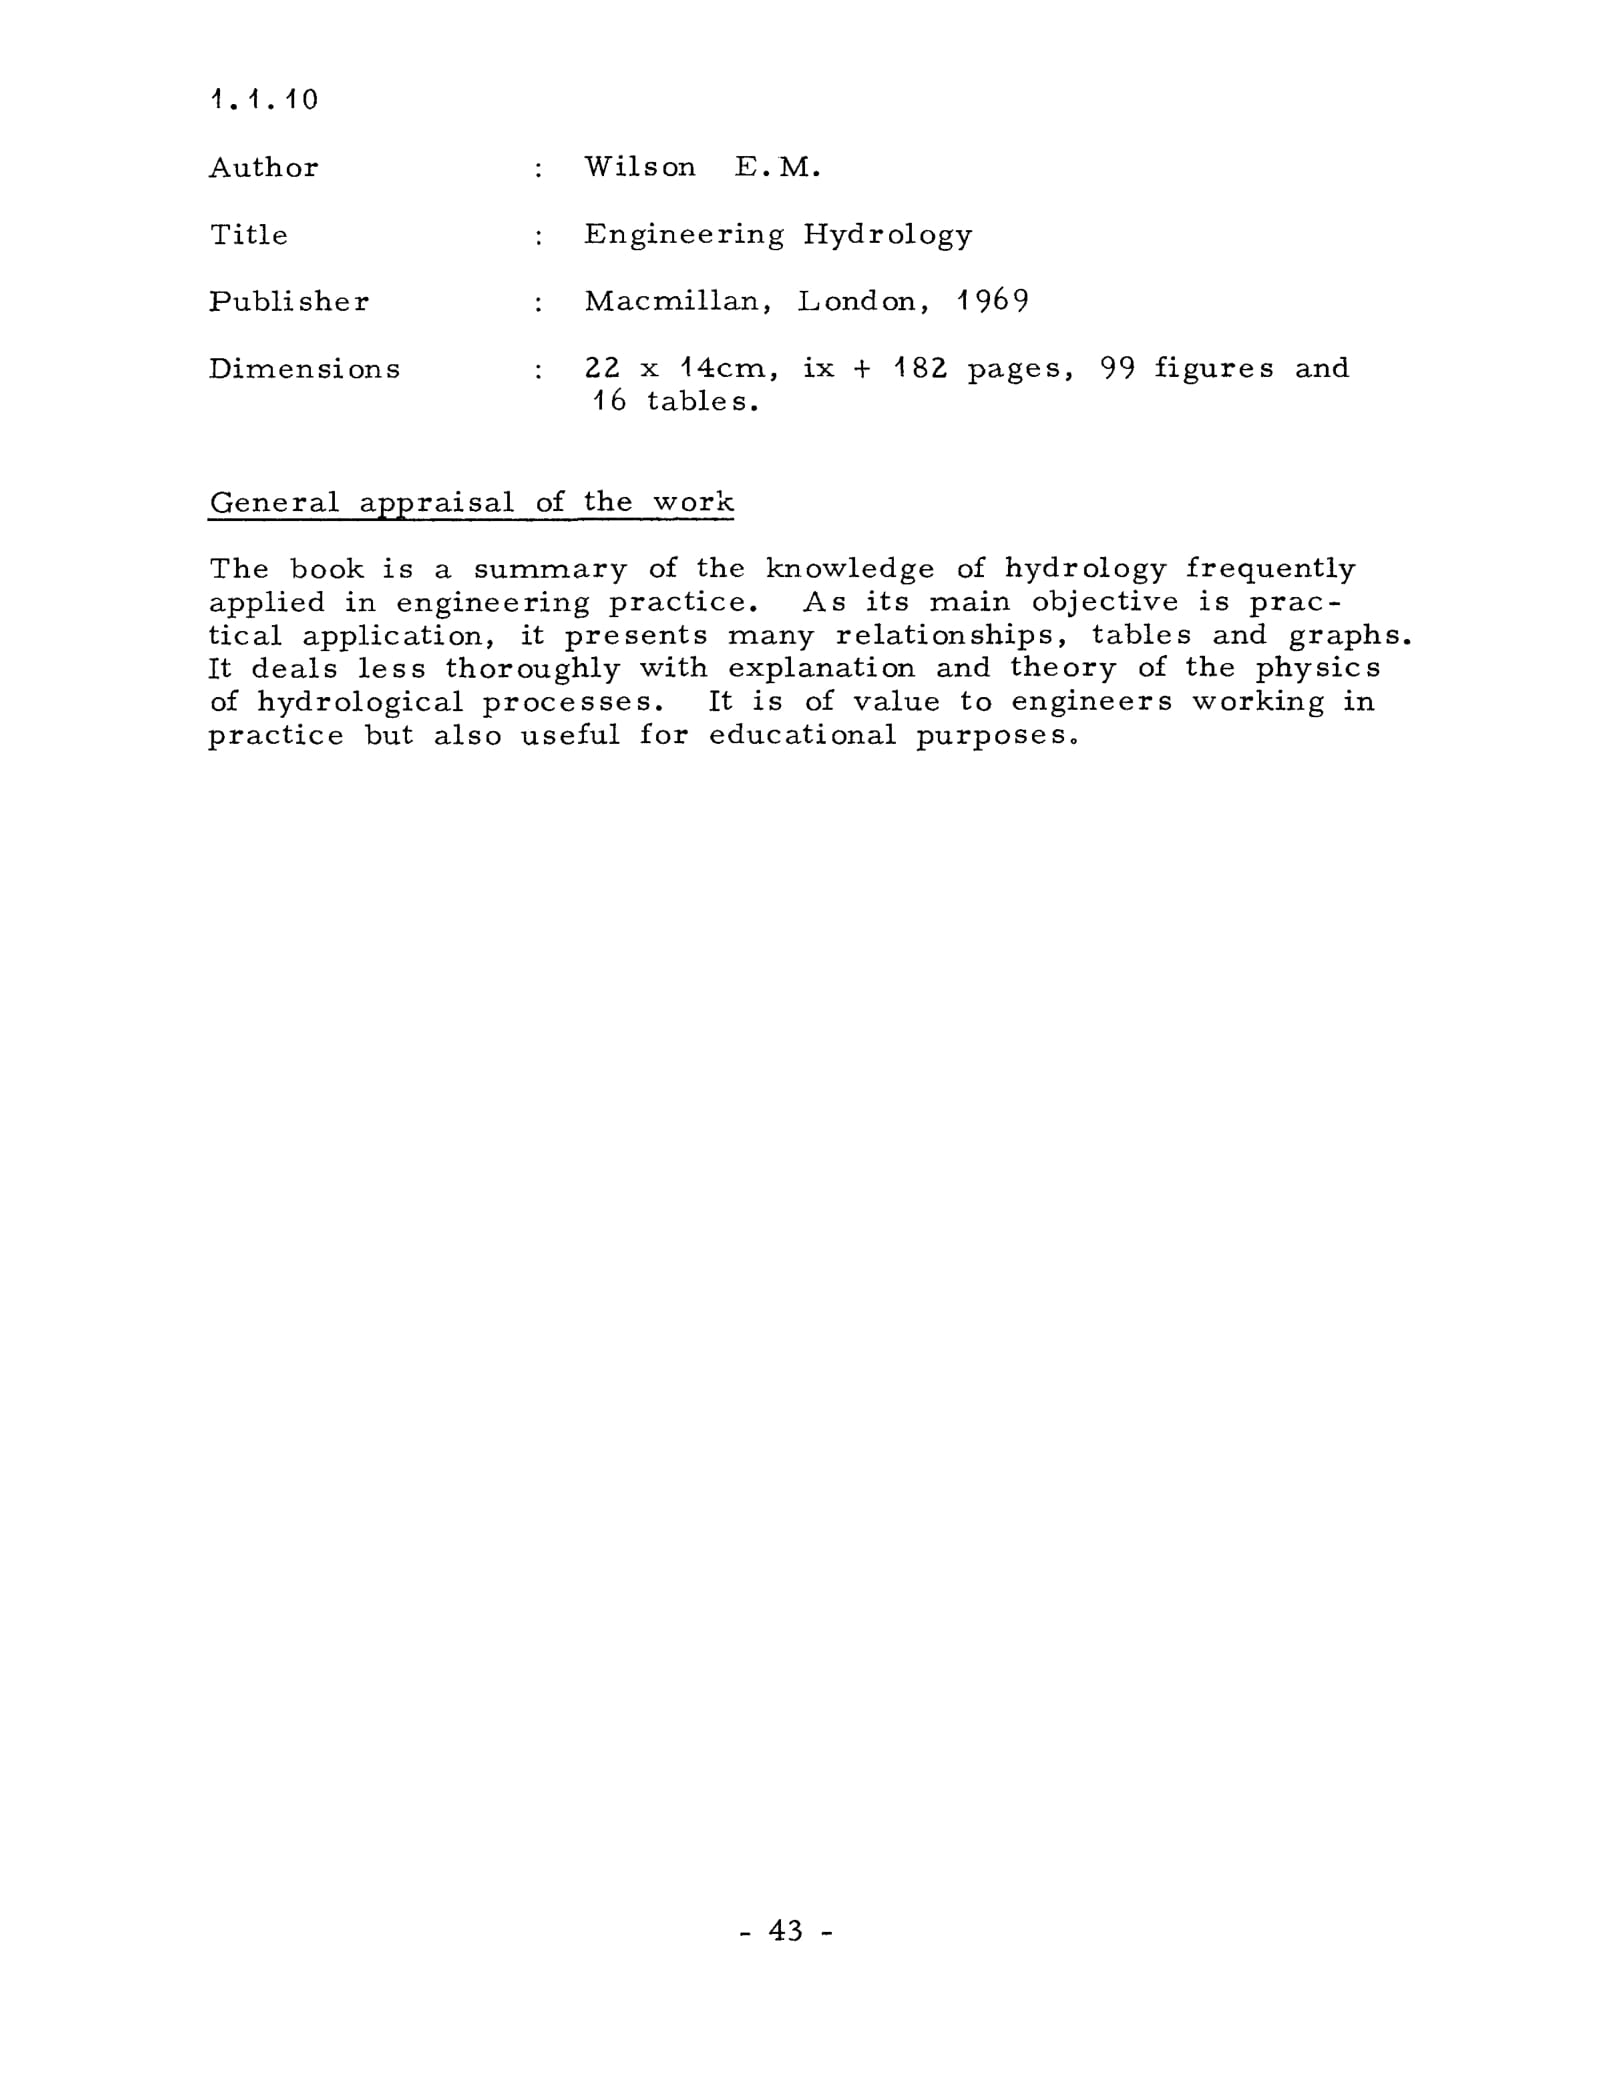 1.1.10
Author : Wilson E.M.
Title : Engineering Hydrology
Publisher : Macmillan, London, 1969
Dimensions : 22 x 14cm, ix + 182 pages, 99 figures and
16 tables.
General appraisal of the work
The book is a summary of the knowledge of hydrology frequently
applied in engineering practice. As its main objective is prac-
tical application, it presents many relationships, tables and graphs.
It deals less thoroughly with explanation and theory of the physics
of hydrological processes. It is of value to engineers working in
practice but also useful for educational purposes.
- 43 -